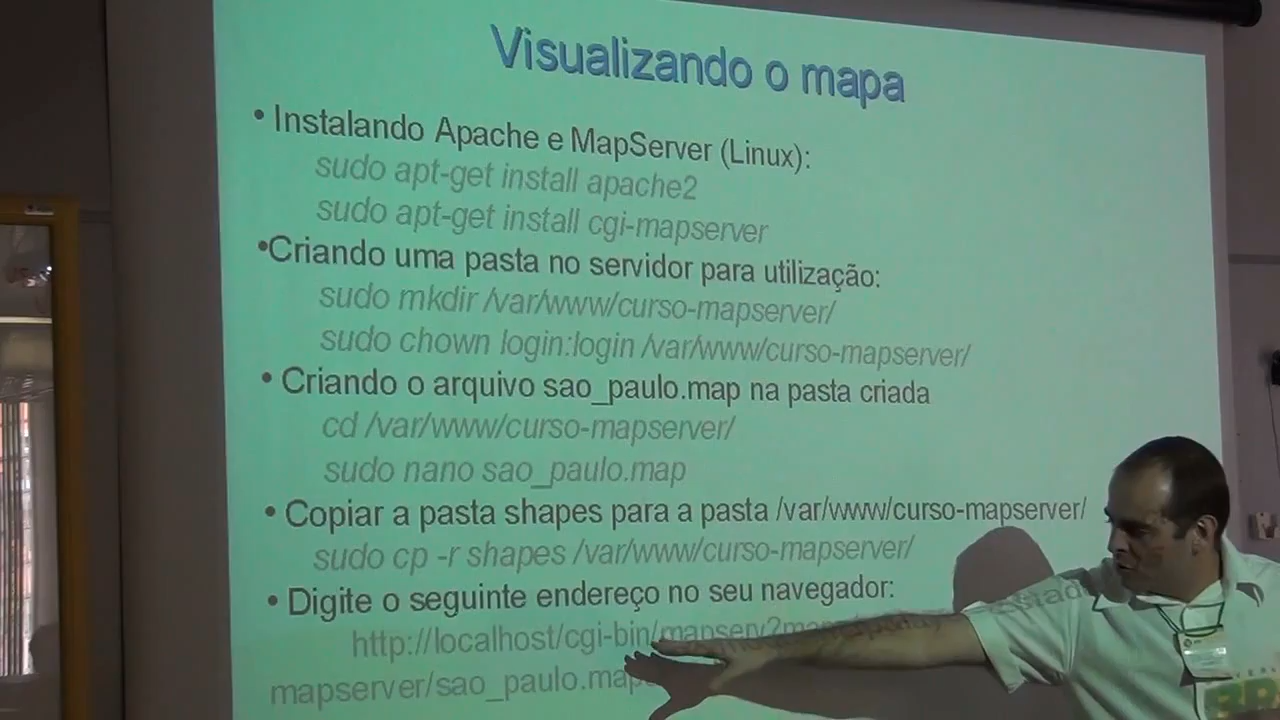 Visualizando o mapa
• Instalando Apache e MapServer (Linux):
sudo apt-get install apache2
sudo apt-get install cgi-mapserver
•Criando uma pasta no servidor para utilização:
sudo mkdir /var/www/curso-mapserver/
sudo chown login:login /var/www/curso-mapserver/
• Criando o arquivo sao_paulo.map na pasta criada
cd /var/www/curso-mapserver/
sudo nano sao_paulo.map
• Copiar a pasta shapes para a pasta /var/www/curso-mapserver/
sudo cp -r shapes /var/www/curso-mapserver/
• Digite o seguinte endereço no seu navegador:
http://localhost/cgi-bin/mapserv?
mapserver/sao_paulo.map